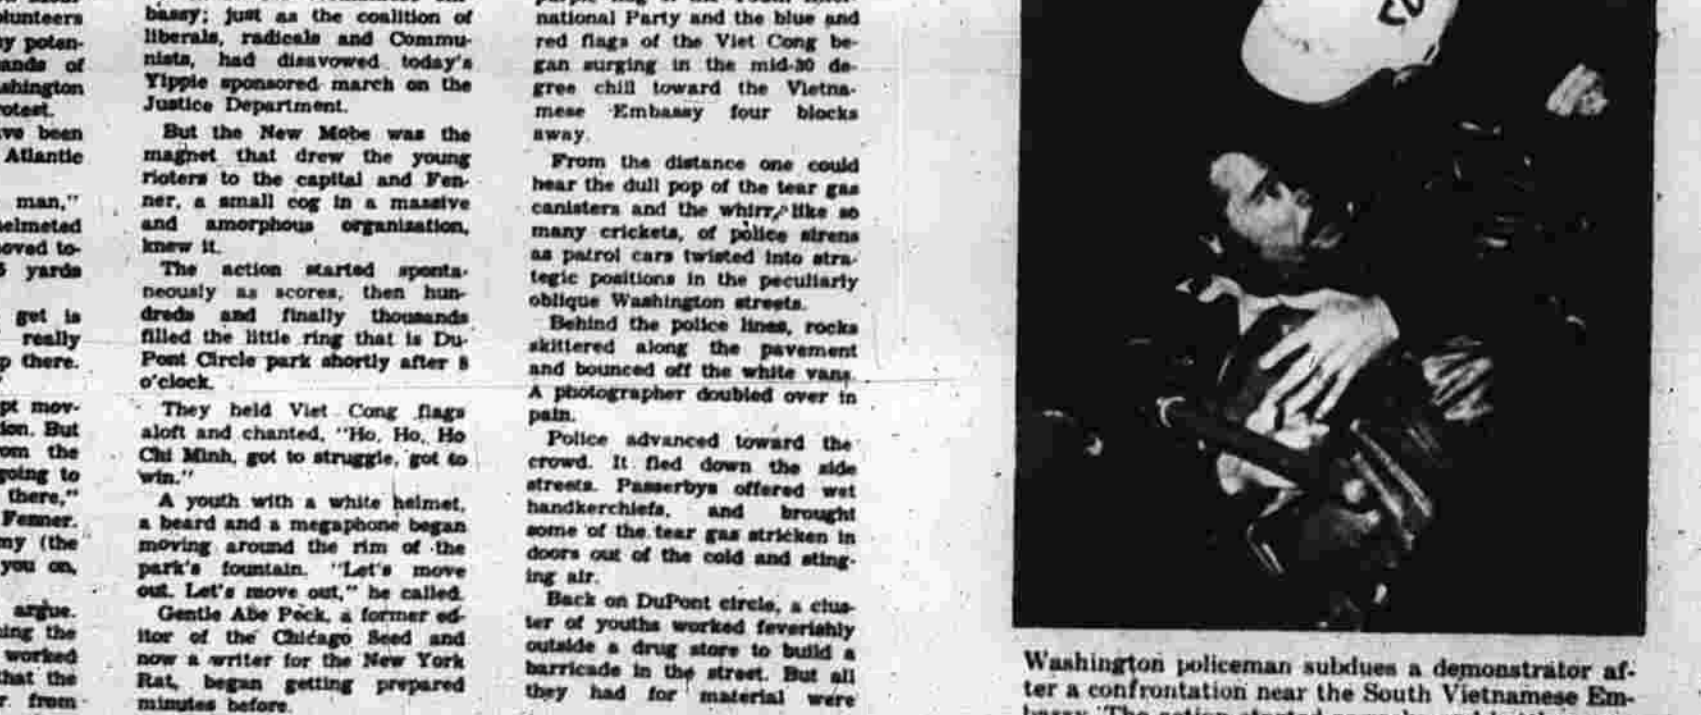 olunteers
y poten-
ands of
shington
rotest.
ve been
Atlantic
man,"
elmeted
oved to-
5 yards
get is
really
p there.
pt mov-
ion. But
om the
going to
there,"
Fenner.
my (the
you on,
argue.
ing the
worked
hat the
r from
bassy; just as the coalition of
liberals, radicals and Commu-
nists, had disavowed today's
Yippie sponsored march on the
Justice Department.
But the New Mobe was the
magnet that drew the young
rioters to the capital and Fen-
ner, a small cog in a massive
and amorphous organization,
knew it.
The action started sponta-
neously as scores, then hun-
dreds and finally thousands
filled the little ring that is Du-
Pont Circle park shortly after 8
o'clock.
They held Viet Cong flags
aloft and chanted, "Ho, Ho, Ho
Chi Minh, got to struggle, got to
win."
A youth with a white helmet,
a beard and a megaphone began
moving around the rim of the
park's fountain. "Let's move
out. Let's move out," he called.
Gentle Abe Peck, a former ed-
itor of the Chicago Seed and
now a writer for the New York
Rat, began getting prepared
minutes before.
national Party and the blue and
red flags of the Viet Cong be-
gan surging in the mid-30 de-
gree chill toward the Vietna-
mese Embassy four blocks
away.
From the distance one could
hear the dull pop of the tear gas
canisters and the whirr, like so
many crickets, of police sirens
as patrol cars twisted into stra-
tegic positions in the peculiarly
oblique Washington streets.
Behind the police lines, rocks
skittered along the pavement
and bounced off the white vans.
A photographer doubled over in
pain.
Police advanced toward the
crowd. It fled down the side
streets. Passerbys offered wet
handkerchiefs, and brought
some of the tear gas stricken in
doors out of the cold and sting-
ing air.
Back on DuPont circle, a clus-
ter of youths worked feverishly
outside a drug store to build a
barricade in the street. But all
they had for material were
Washington policeman subdues a demonstrator af-
ter a confrontation near the South Vietnamese Em-